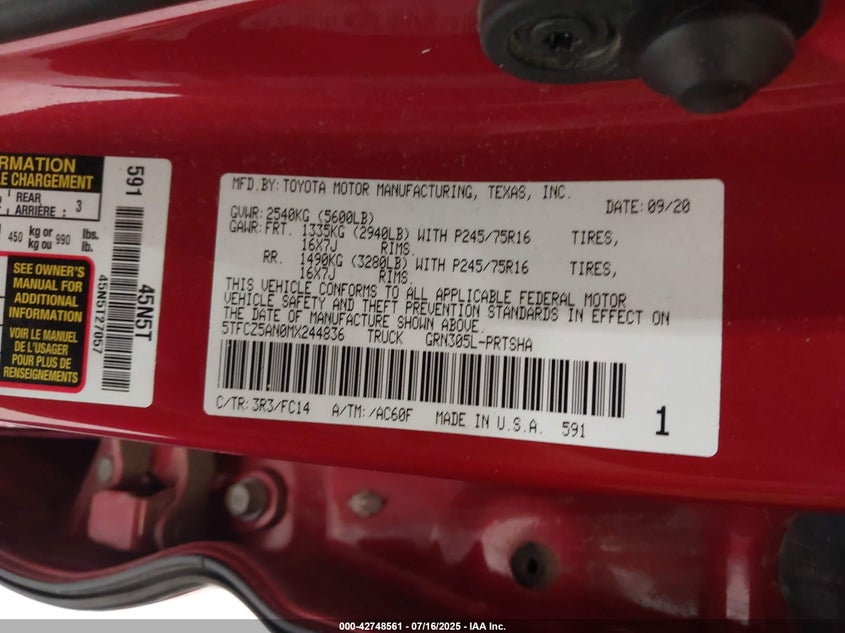 RMATION
LE CHARGEMENT
REAR
ARRIÈRE : 3
450 kg or 990 lbs.
kg ou lb.
SEE OWNER'S
MANUAL FOR
ADDITIONAL
INFORMATION
VOIR LE MANUEL
DE L'USAGER
POUR PLUS DE
RENSEIGNEMENTS
591
45N5T
45N5T27057
MFD.BY: TOYOTA MOTOR MANUFACTURING, TEXAS, INC.
DATE: 09/20
GVWR: 2540KG (5600LB)
GAWR: FRT. 1335KG (2940LB) WITH P245/75R16 TIRES,
16X7J RIMS.
RR. 1490KG (3280LB) WITH P245/75R16 TIRES,
16X7J RIMS.
THIS VEHICLE CONFORMS TO ALL APPLICABLE FEDERAL MOTOR
VEHICLE SAFETY AND THEFT PREVENTION STANDARDS IN EFFECT ON
THE DATE OF MANUFACTURE SHOWN ABOVE.
5TFCZ5AN0MX244836 TRUCK GRN305L-PRTSHA
C/TR: 3R3/FC14 A/TM: /AC60F MADE IN U.S.A. 591
1
000-42748561 - 07/16/2025 - IAA Inc.